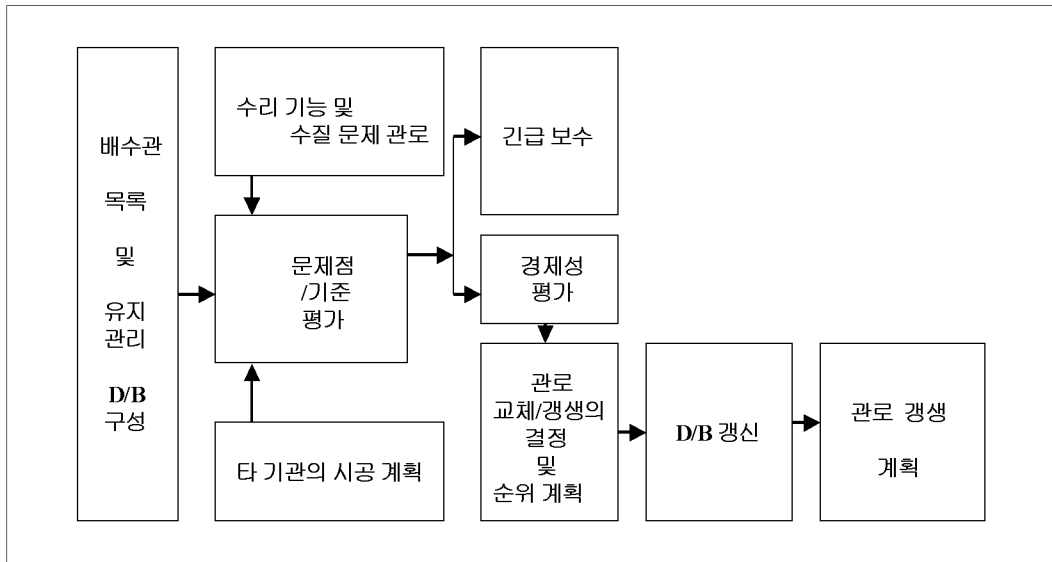 배수관
목록
및
유지
관리
D/B
구성
수리 기능 및
수질 문제 관로
문제점
/기준
평가
타 기관의 시공 계획
긴급 보수
경제성
평가
관로
교체/갱생의
결정
및
순위 계획
D/B 갱신
관로 갱생
계획